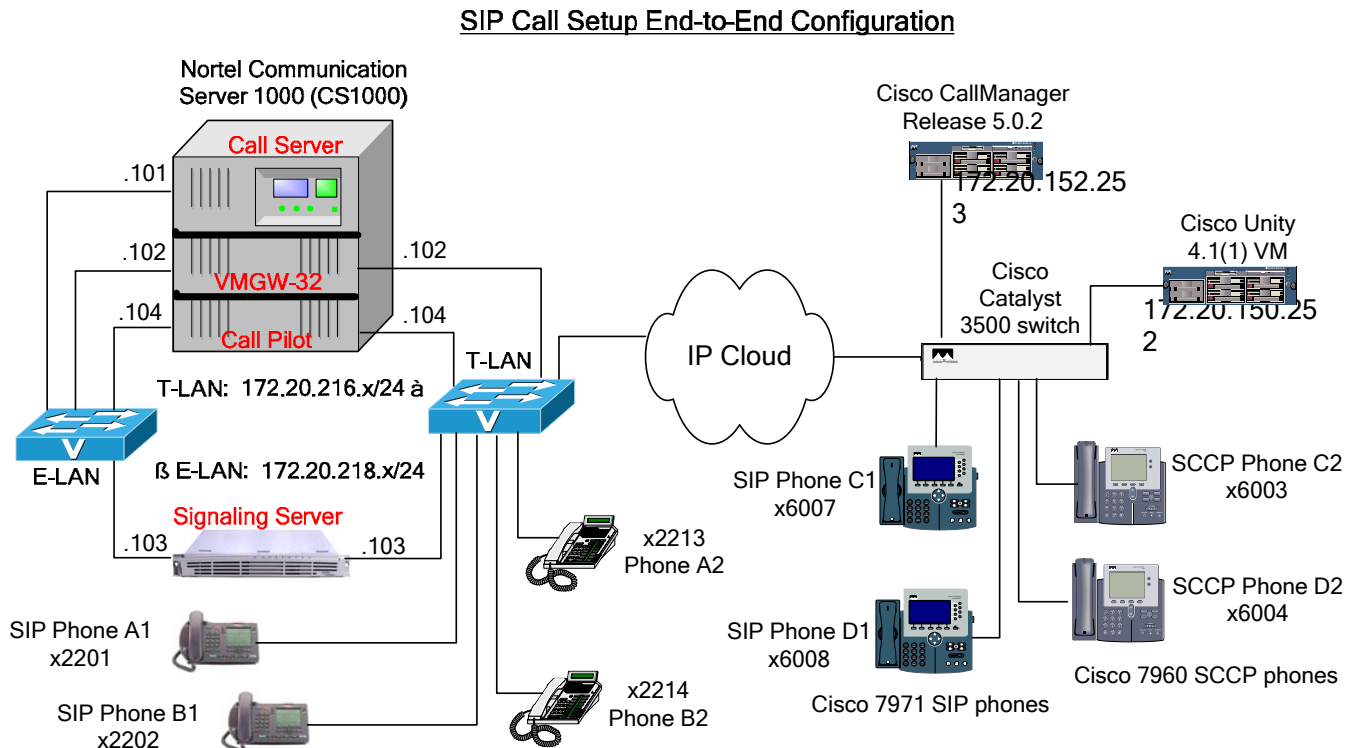 SIP Call Setup End-to-End Configuration
Nortel Communication
Server 1000 (CS1000)
Call Server
.101
.102
VMGW-32
.102
.104
Call Pilot
.104
T-LAN
T-LAN: 172.20.216.x/24 à
V
V
E-LAN
ß E-LAN: 172.20.218.x/24
Signaling Server
.103
.103
SIP Phone A1
x2201
SIP Phone B1
x2202
x2213
Phone A2
x2214
Phone B2
IP Cloud
Cisco CallManager
Release 5.0.2
172.20.152.25
3
Cisco Unity
4.1(1) VM
172.20.150.25
2
Cisco
Catalyst
3500 switch
SIP Phone C1
x6007
SCCP Phone C2
x6003
SIP Phone D1
x6008
SCCP Phone D2
x6004
Cisco 7971 SIP phones
Cisco 7960 SCCP phones